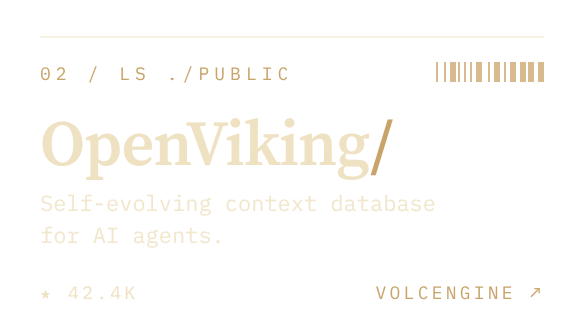 02 / LS ./PUBLIC
OpenViking/
Self-evolving context database
for AI agents.
★ 42.4K
VOLCENGINE ↗